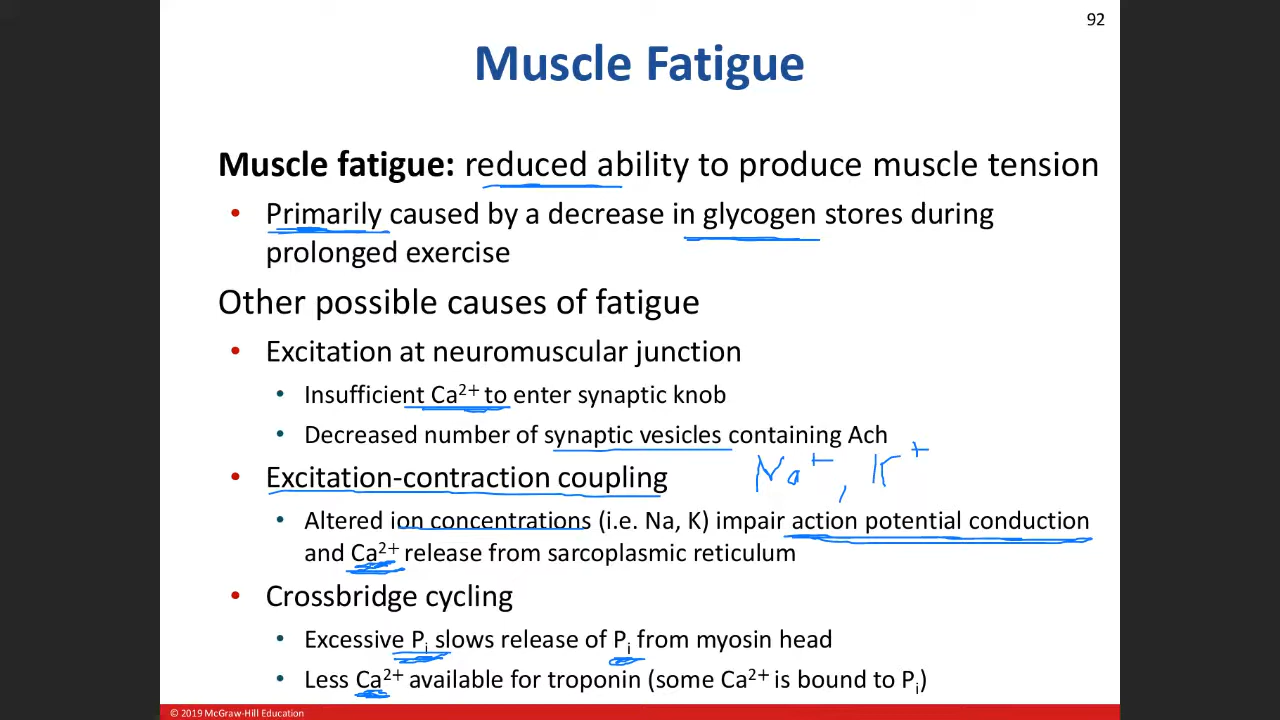 92
Muscle Fatigue
Muscle fatigue: reduced ability to produce muscle tension
• Primarily caused by a decrease in glycogen stores during
prolonged exercise
Other possible causes of fatigue
• Excitation at neuromuscular junction
• Insufficient Ca²⁺ to enter synaptic knob
• Decreased number of synaptic vesicles containing Ach
Na⁺, K⁺
• Excitation-contraction coupling
• Altered ion concentrations (i.e. Na, K) impair action potential conduction
and Ca²⁺ release from sarcoplasmic reticulum
• Crossbridge cycling
• Excessive Pᵢ slows release of Pᵢ from myosin head
• Less Ca²⁺ available for troponin (some Ca²⁺ is bound to Pᵢ)
© 2019 McGraw-Hill Education